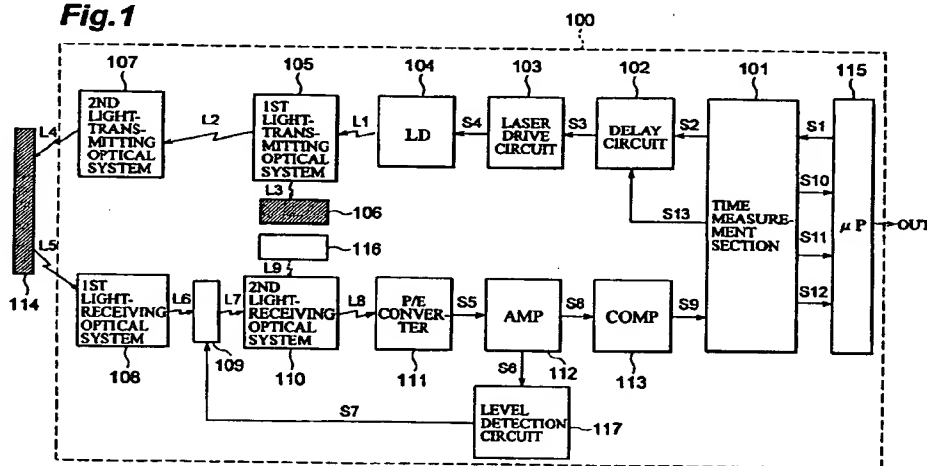 Fig.1
100
107
105
104
103
102
101
115
2ND
LIGHT-
TRANS-
MITTING
OPTICAL
SYSTEM
1ST
LIGHT-
TRANS-
MITTING
OPTICAL
SYSTEM
LD
LASER
DRIVE
CIRCUIT
DELAY
CIRCUIT
TIME
MEASURE-
MENT
SECTION
μP
OUT
L4
L2
L1
S4
S3
S2
S1
S10
S11
S12
S13
L3
106
116
L9
L5
114
1ST
LIGHT-
RECEIVING
OPTICAL
SYSTEM
108
L6
109
L7
2ND
LIGHT-
RECEIVING
OPTICAL
SYSTEM
110
L8
P/E
CONVER-
TER
111
S5
AMP
112
S8
COMP
113
S9
S6
S7
LEVEL
DETECTION
CIRCUIT
117